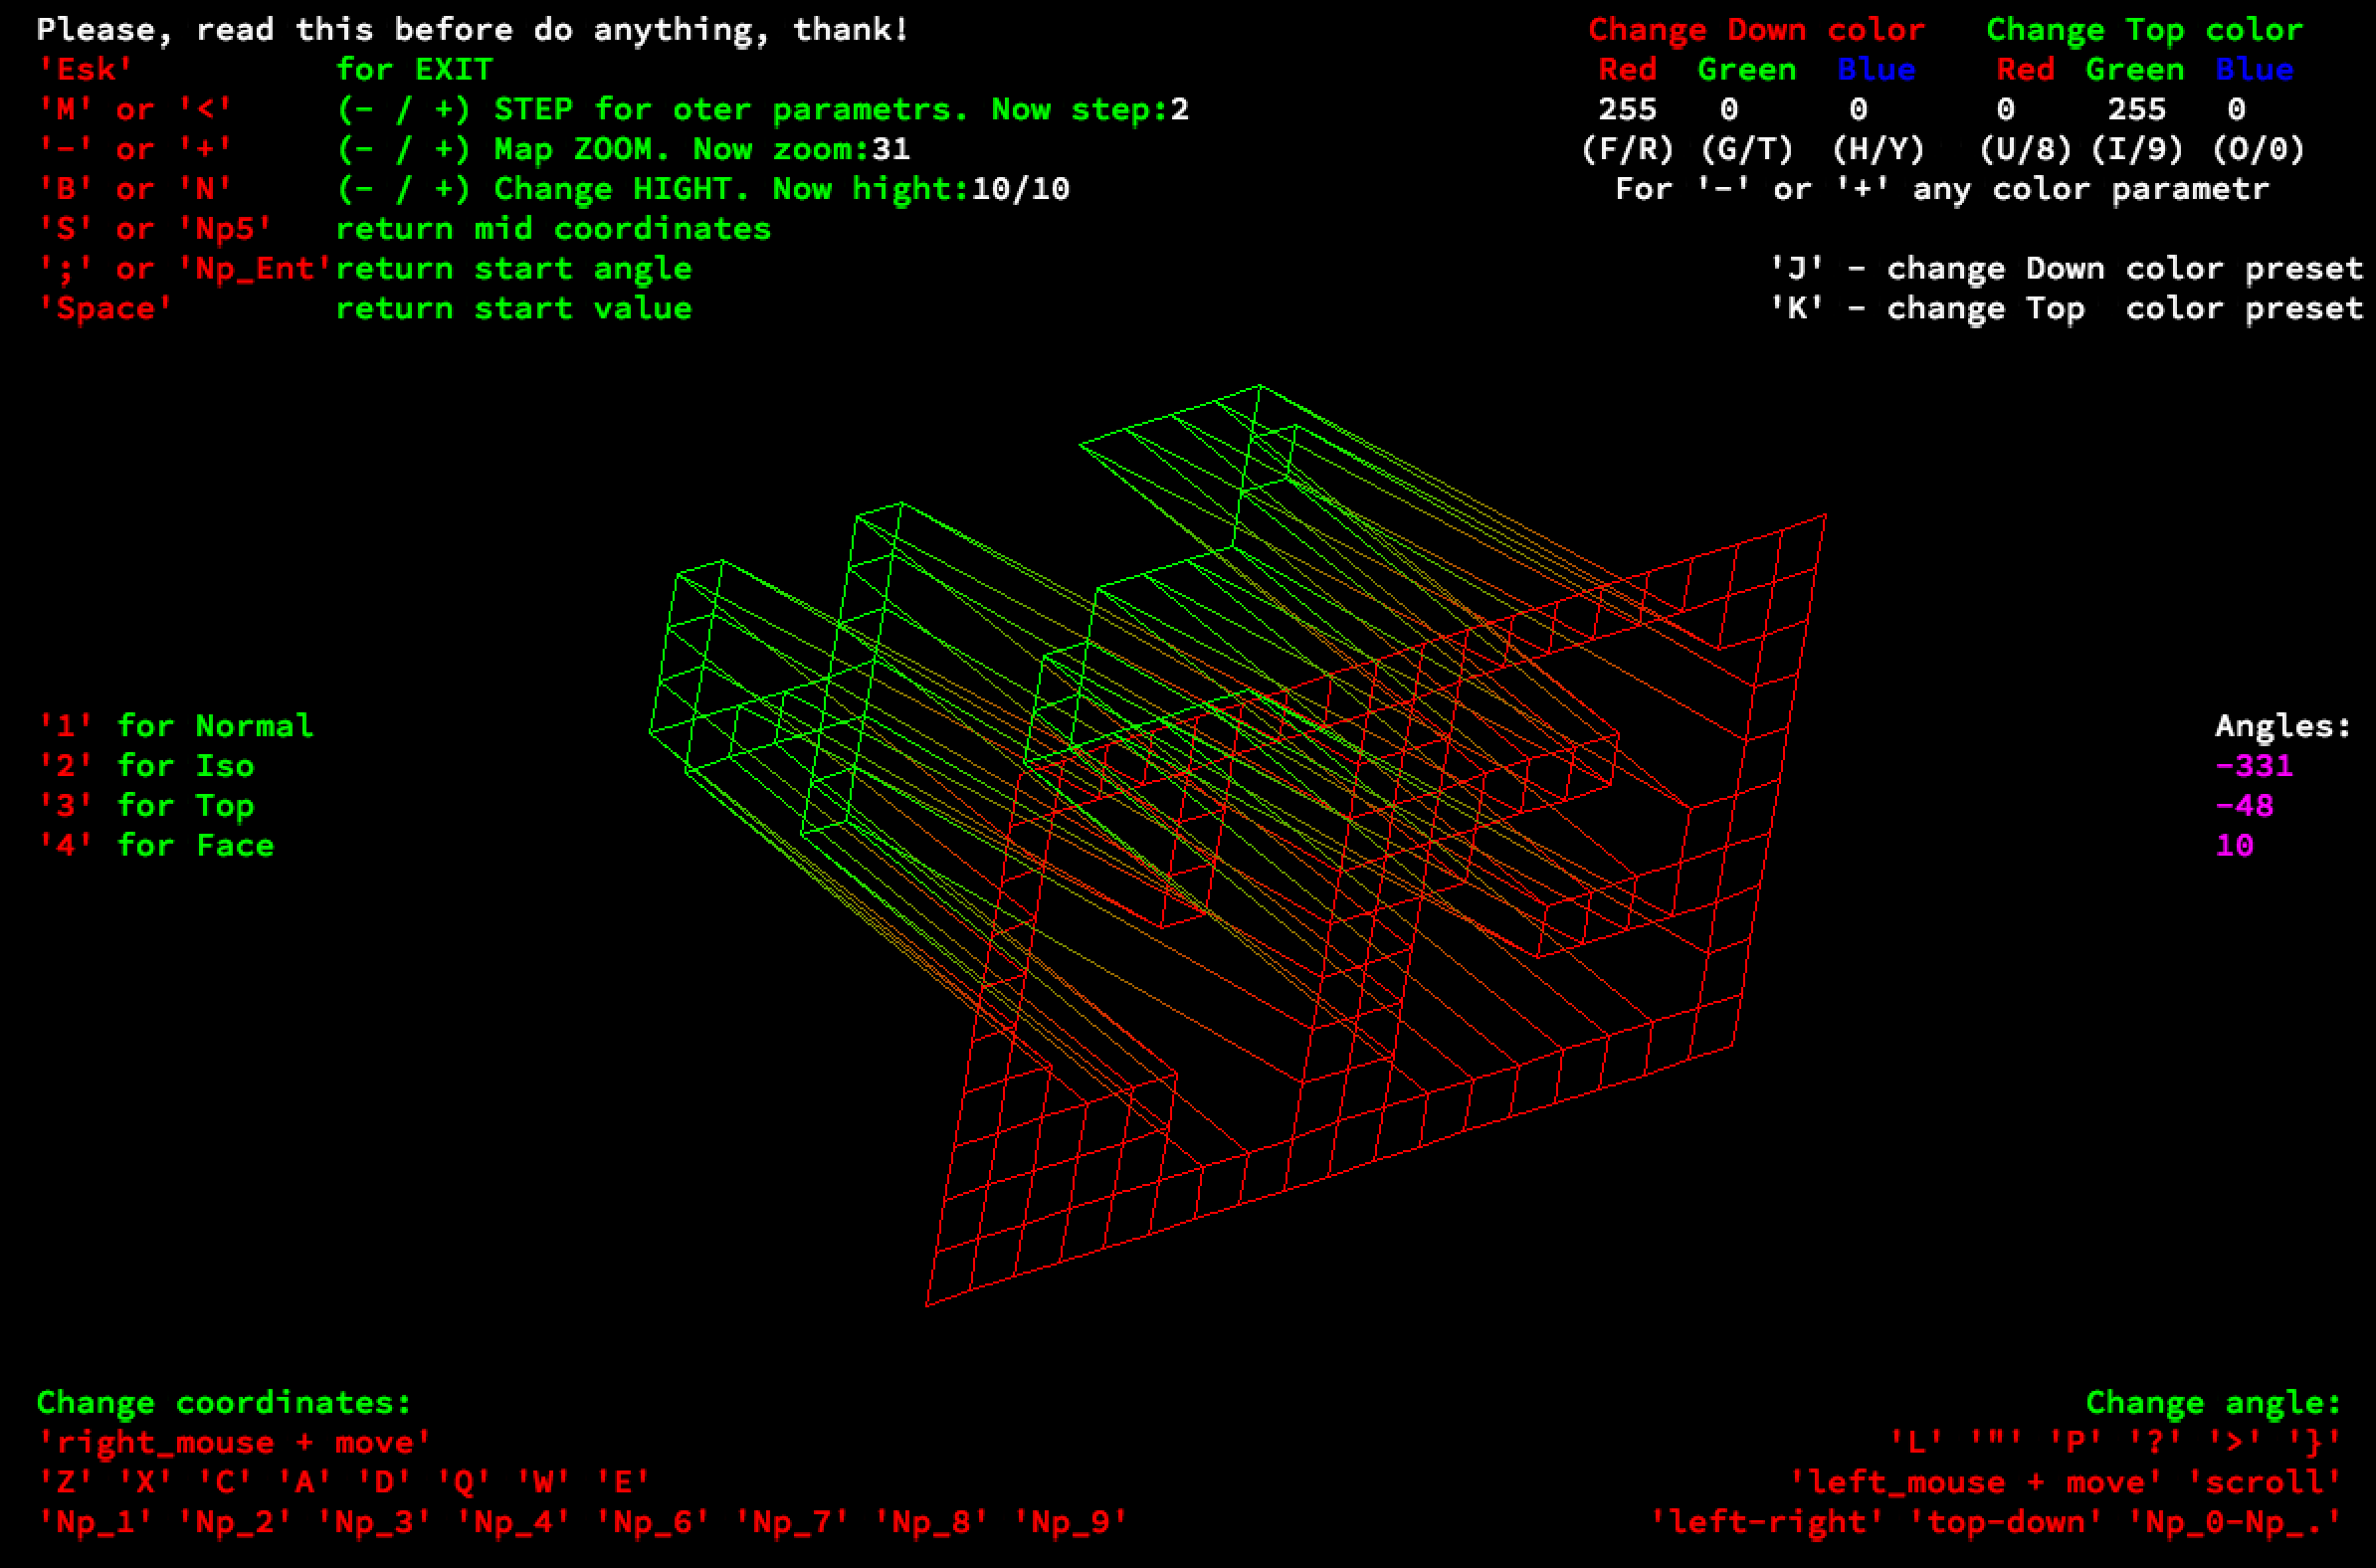 Please, read this before do anything, thank!
'Esk' for EXIT
'M' or '<' (- / +) STEP for oter parametrs. Now step:2
'-' or '+' (- / +) Map ZOOM. Now zoom:31
'B' or 'N' (- / +) Change HIGHT. Now hight:10/10
'S' or 'Np5' return mid coordinates
';' or 'Np_Ent' return start angle
'Space' return start value
Change Down color Change Top color
Red Green Blue Red Green Blue
255 0 0 0 255 0
(F/R) (G/T) (H/Y) (U/8) (I/9) (O/0)
For '-' or '+' any color parametr
'J' - change Down color preset
'K' - change Top color preset
'1' for Normal
'2' for Iso
'3' for Top
'4' for Face
Angles:
-331
-48
10
Change coordinates:
'right_mouse + move'
'Z' 'X' 'C' 'A' 'D' 'Q' 'W' 'E'
'Np_1' 'Np_2' 'Np_3' 'Np_4' 'Np_6' 'Np_7' 'Np_8' 'Np_9'
Change angle:
'L' '"' 'P' '?' '>' '}'
'left_mouse + move' 'scroll'
'left-right' 'top-down' 'Np_0-Np_.'